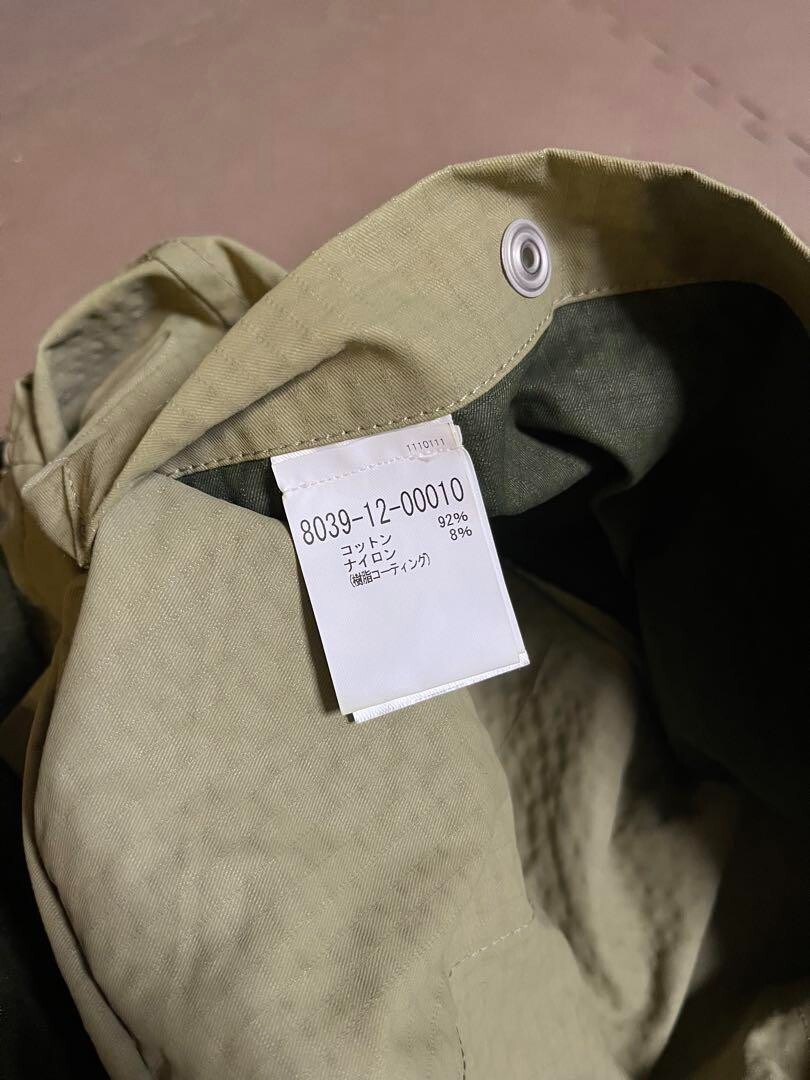 1110111
8039-12-00010
コットン 92%
ナイロン 8%
(樹脂コーティング)